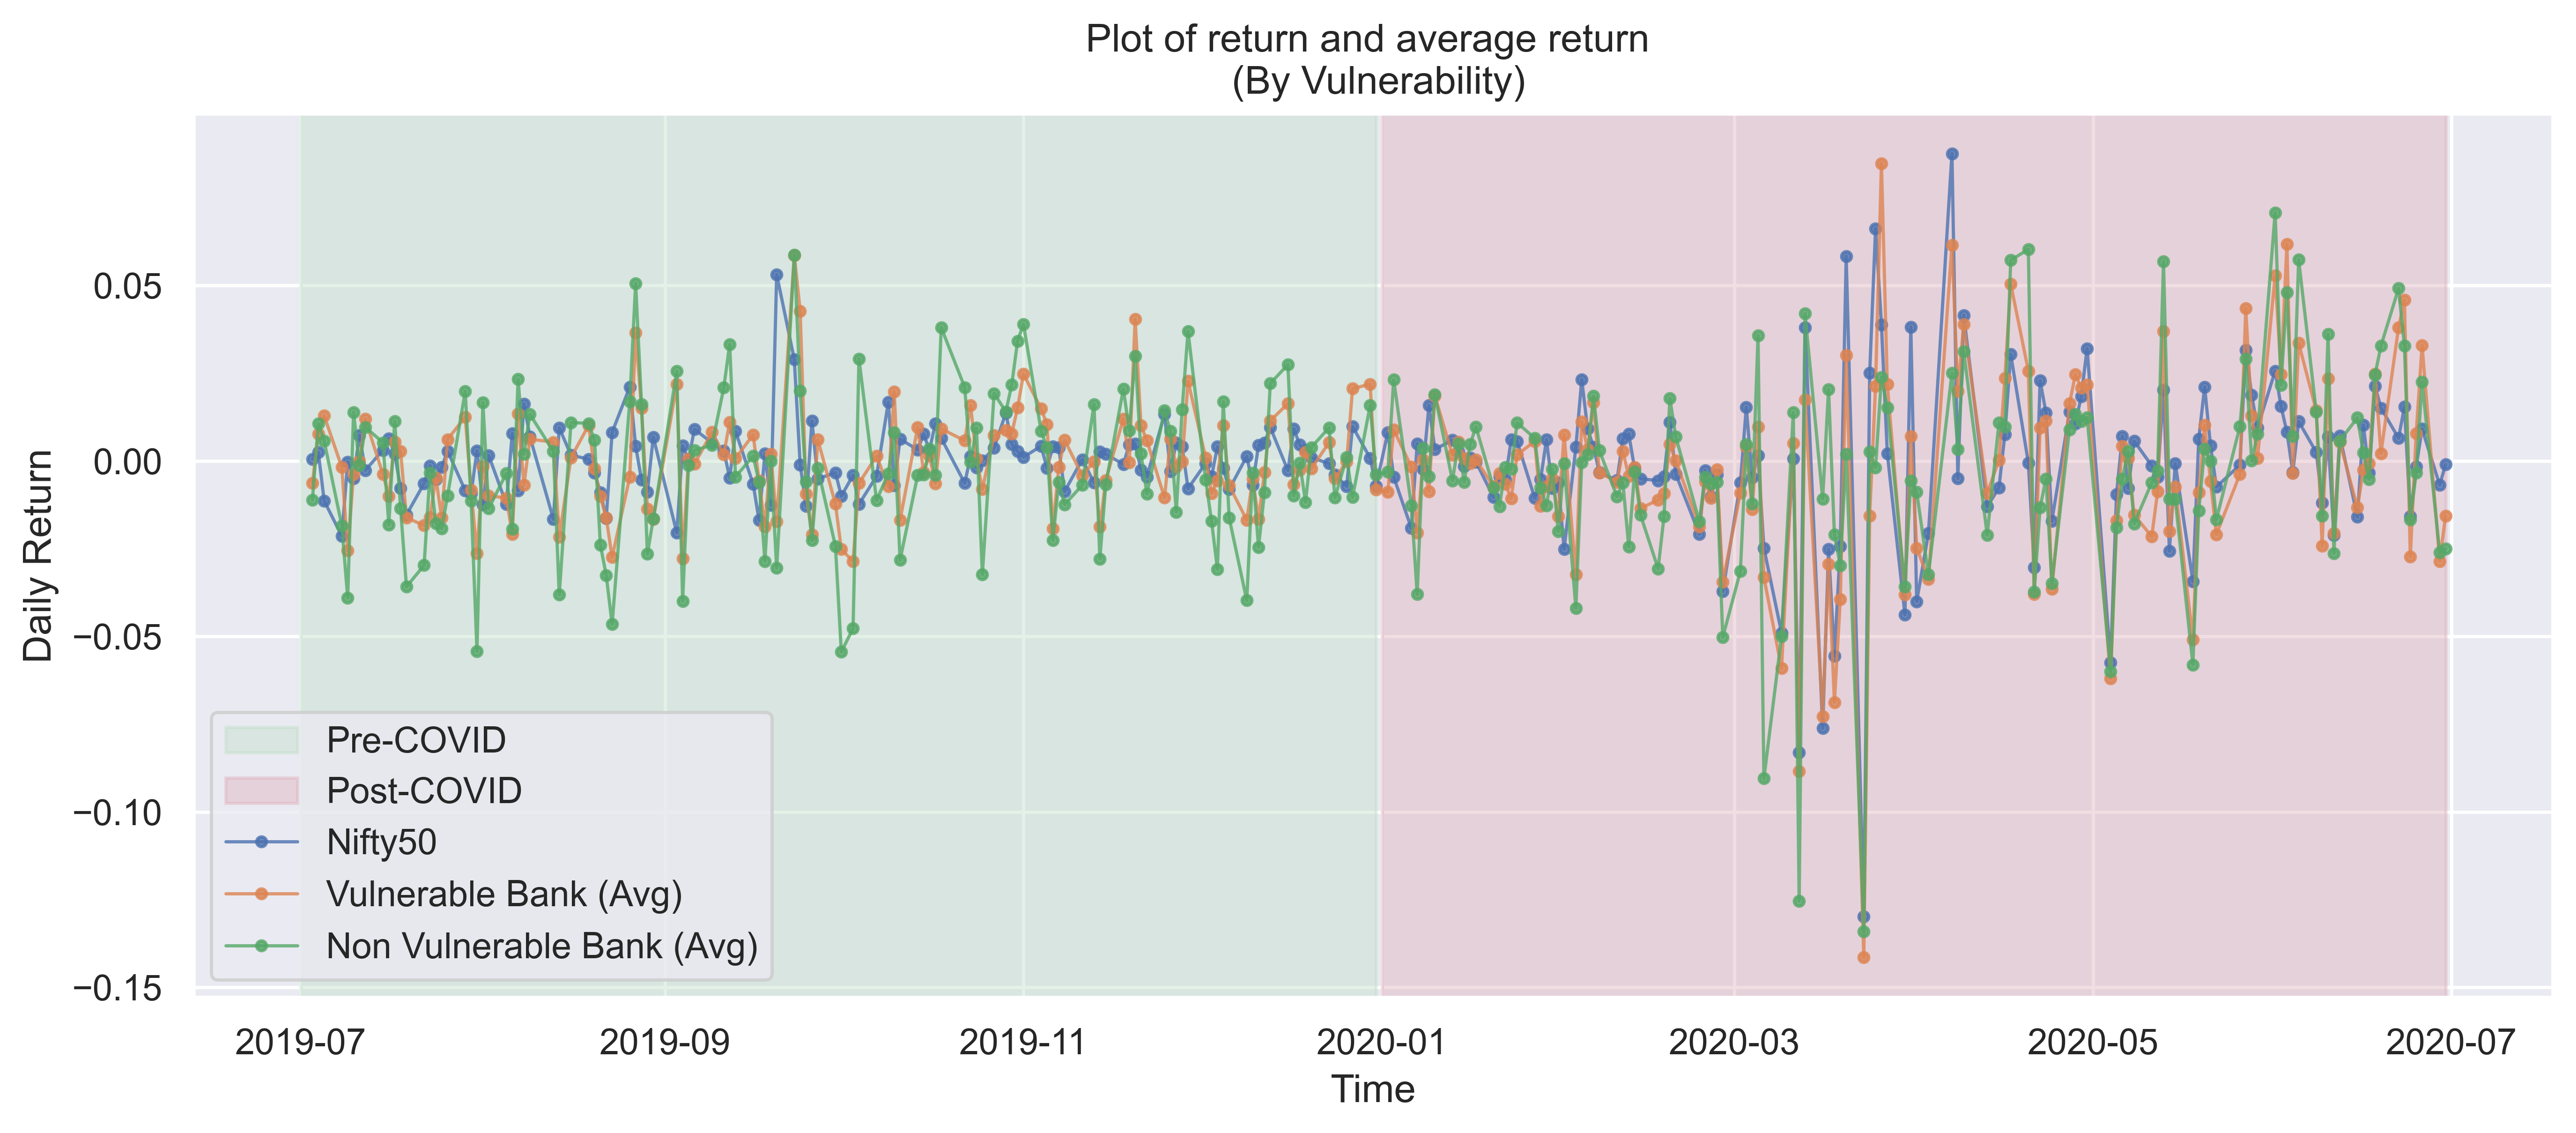 Plot of return and average return
(By Vulnerability)
Daily Return
0.05
0.00
−0.05
−0.10
−0.15
Pre-COVID
Post-COVID
Nifty50
Vulnerable Bank (Avg)
Non Vulnerable Bank (Avg)
2019-07
2019-09
2019-11
2020-01
2020-03
2020-05
2020-07
Time